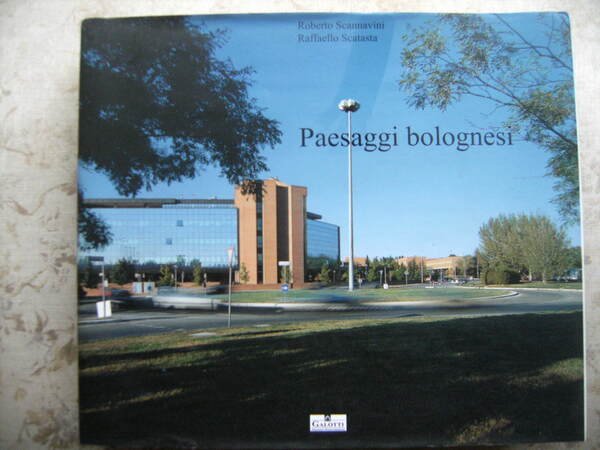 Roberto Scannavini
Raffaello Scatasta
Paesaggi bolognesi
GALOTTI